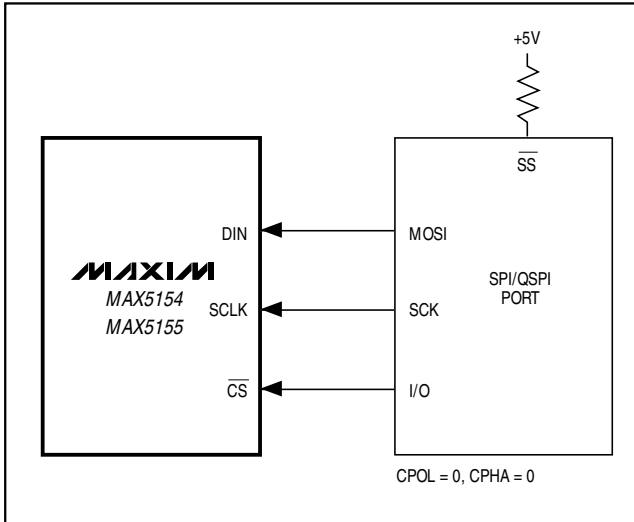 +5V
SS
DIN
MOSI
MAXIM
MAX5154
MAX5155
SPI/QSPI
PORT
SCLK
SCK
CS
I/O
CPOL = 0, CPHA = 0